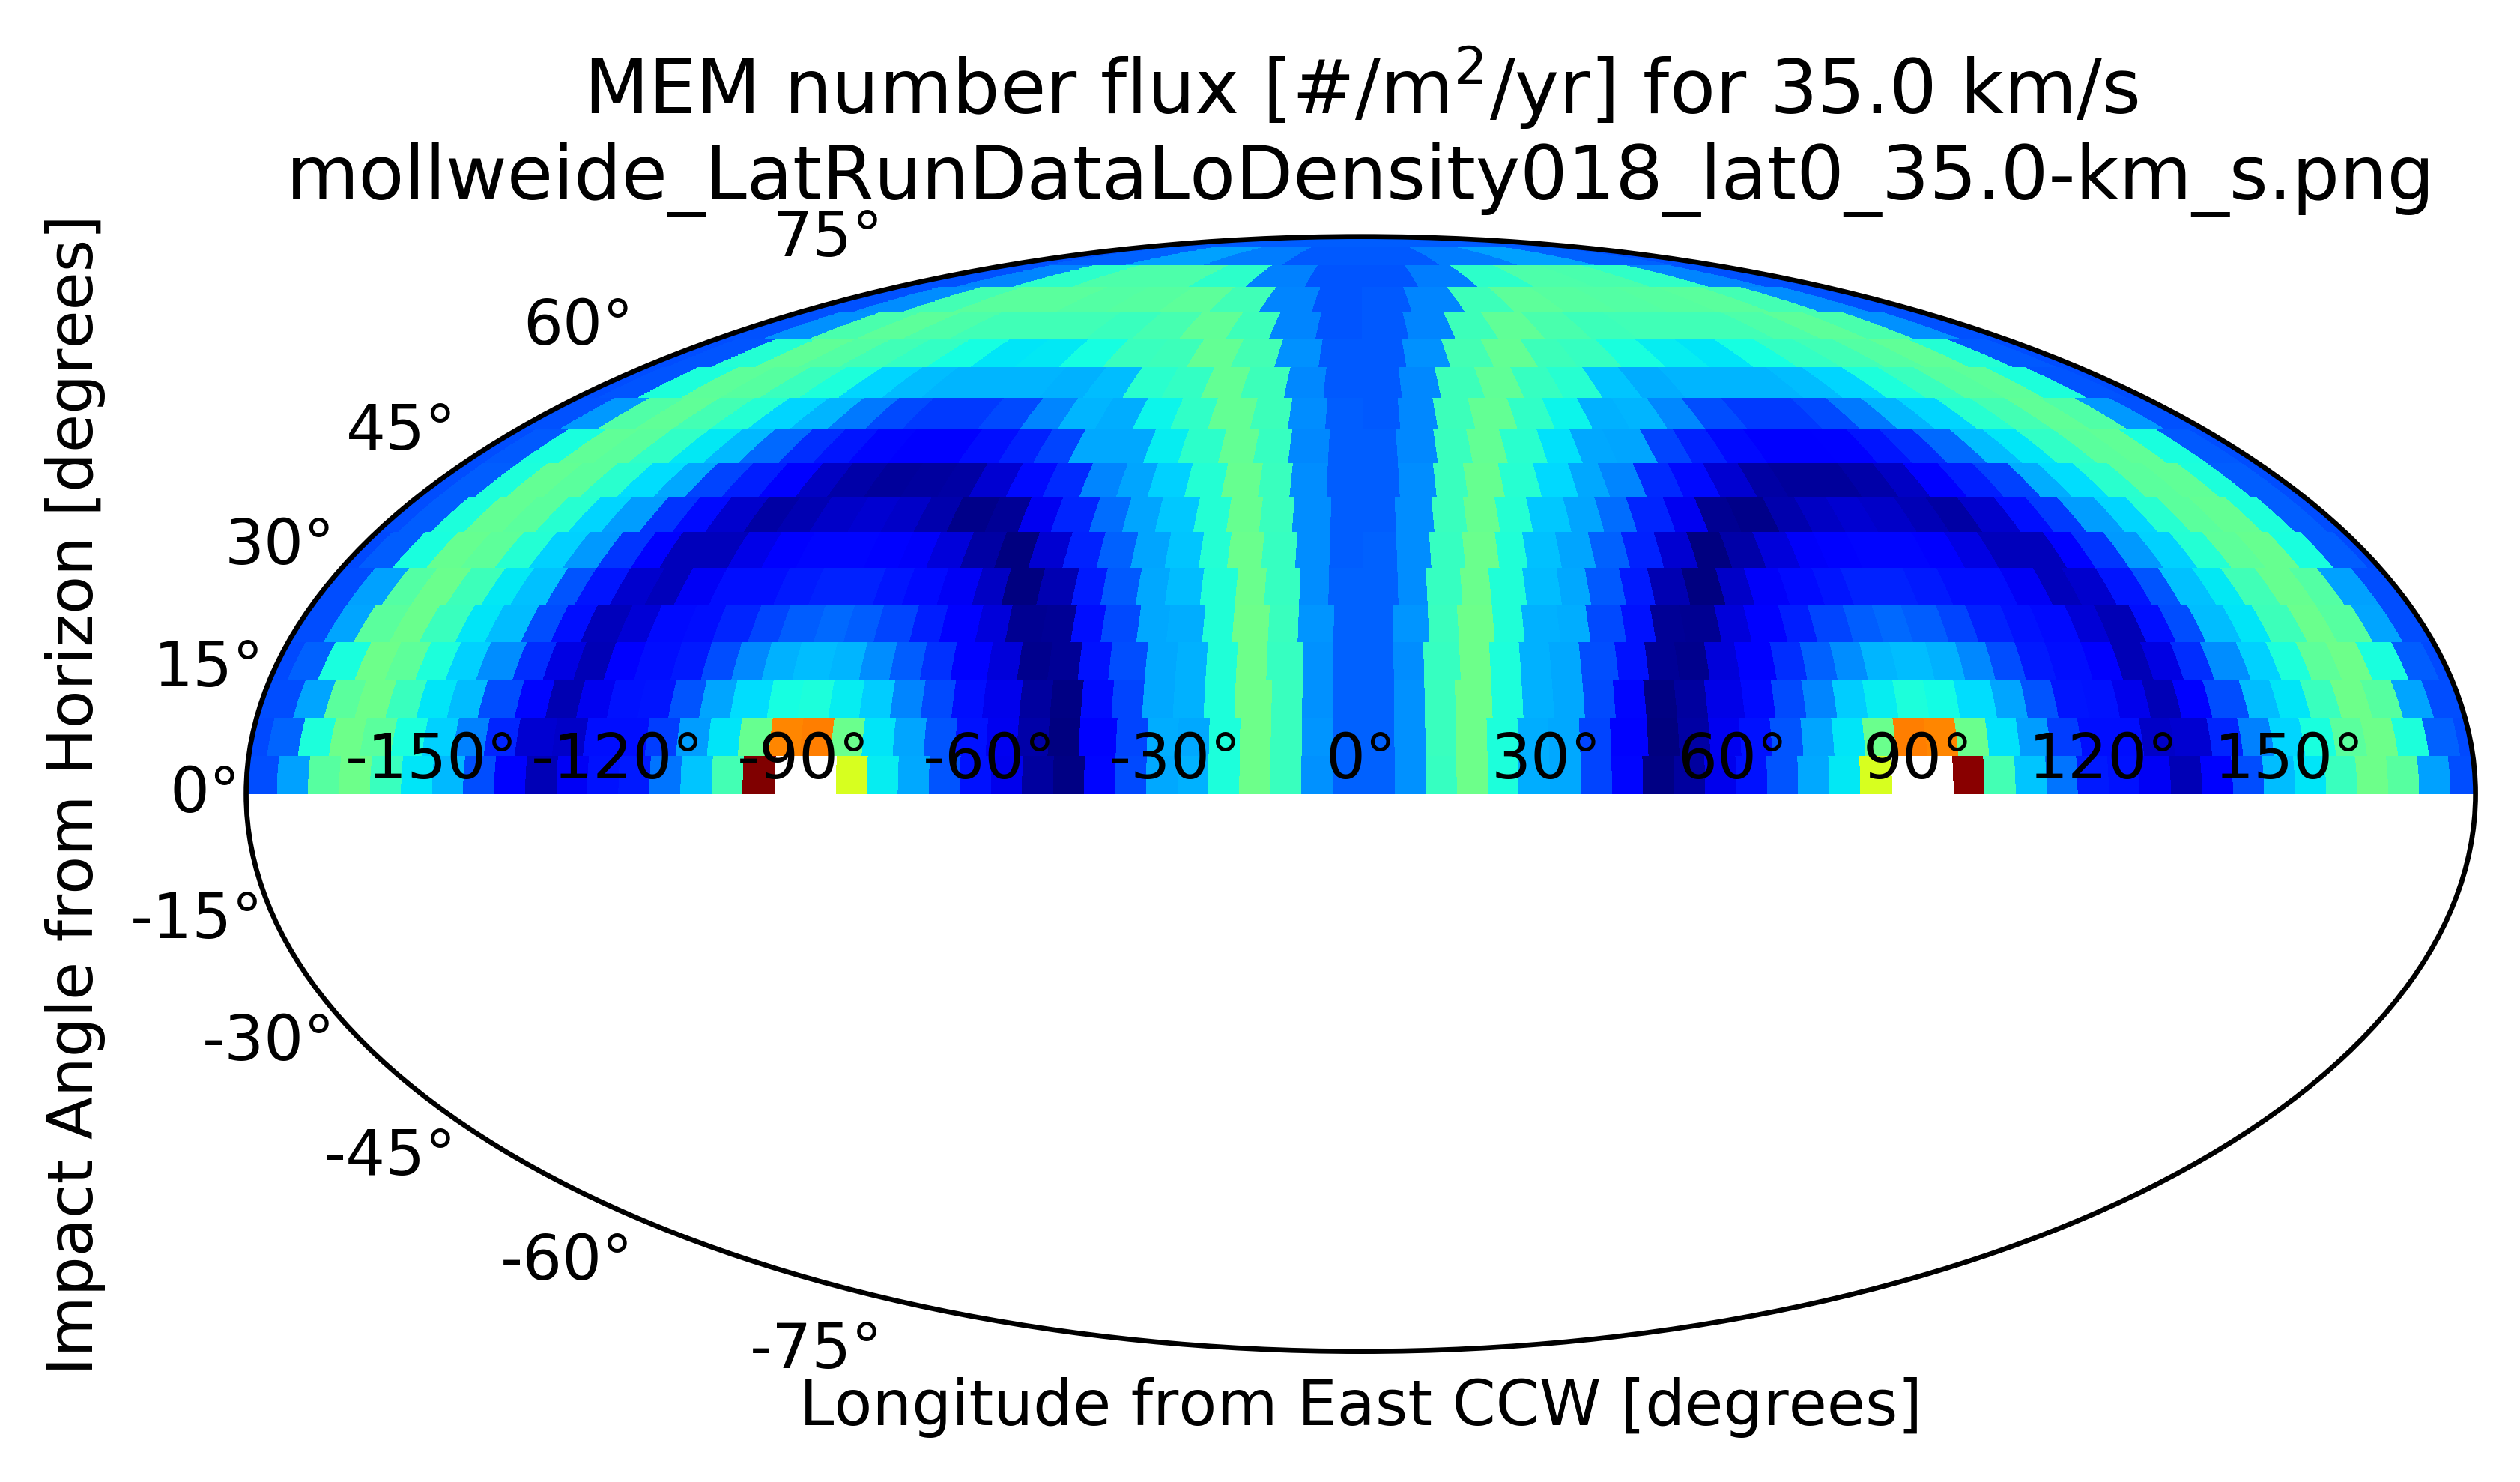 MEM number flux [#/m²/yr] for 35.0 km/s
mollweide_LatRunDataLoDensity018_lat0_35.0-km_s.png
Impact Angle from Horizon [degrees]
75°
60°
45°
30°
15°
0°
-15°
-30°
-45°
-60°
-75°
-150° -120° -90° -60° -30° 0° 30° 60° 90° 120° 150°
Longitude from East CCW [degrees]